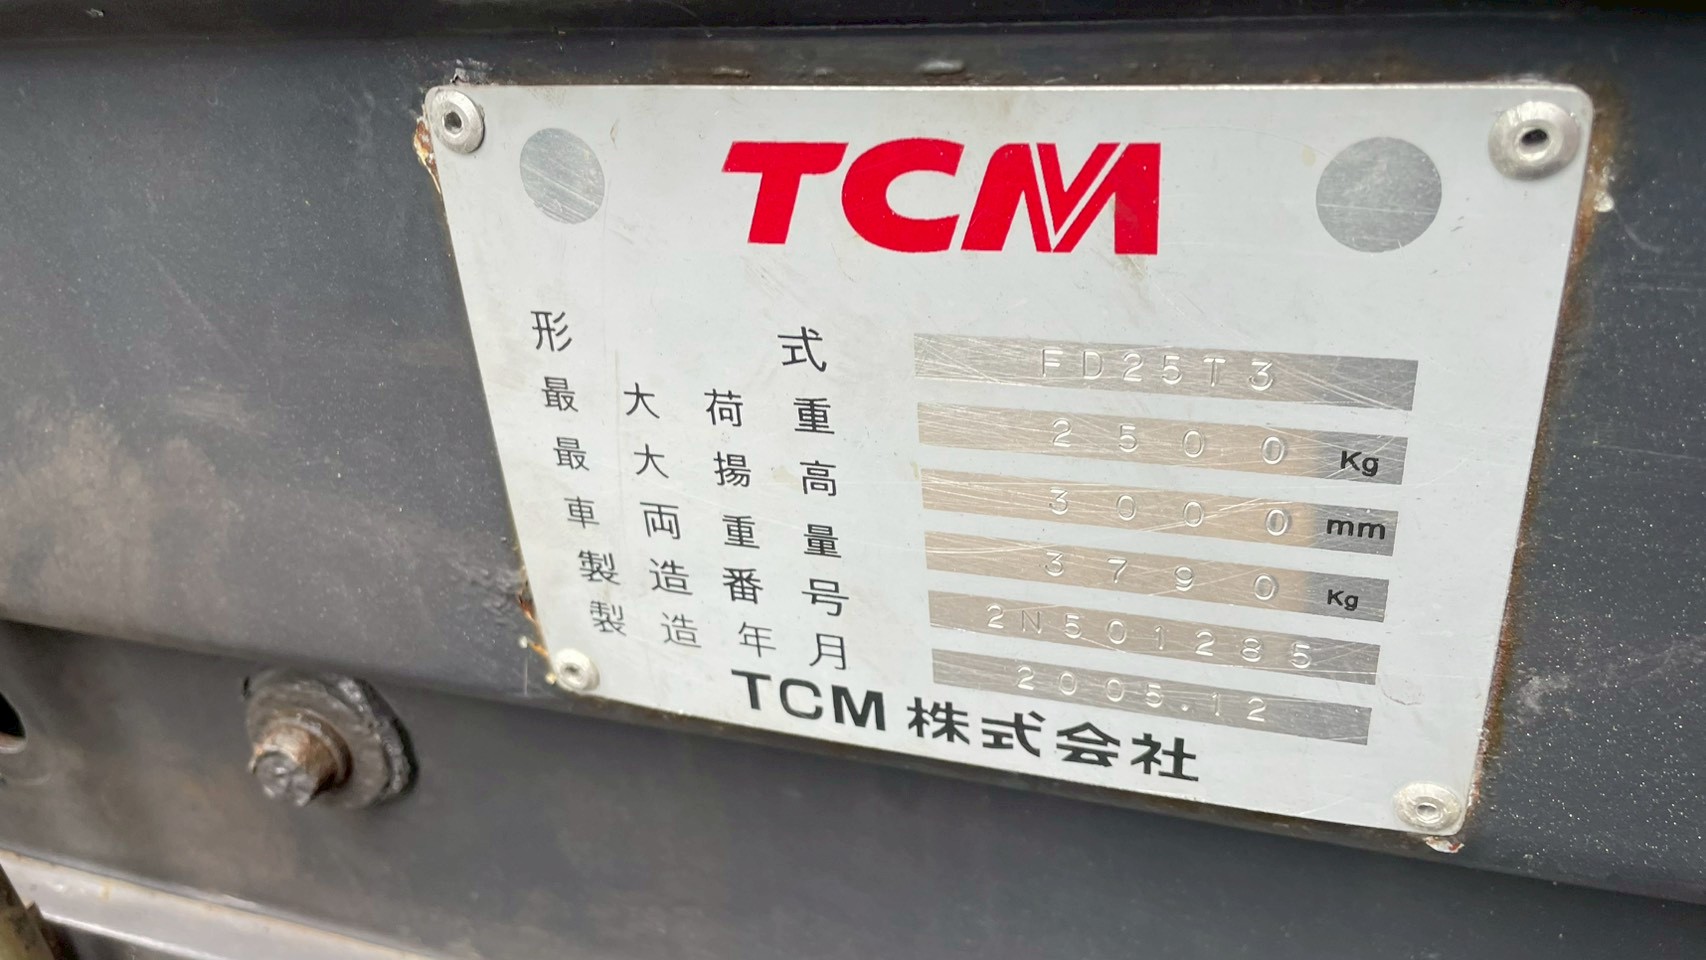 TCM
形式 FD25T3
最大荷重 2500 Kg
最大揚高 3000 mm
車両重量 3790 Kg
製造番号 2N501285
製造年月 2005.12
TCM 株式会社